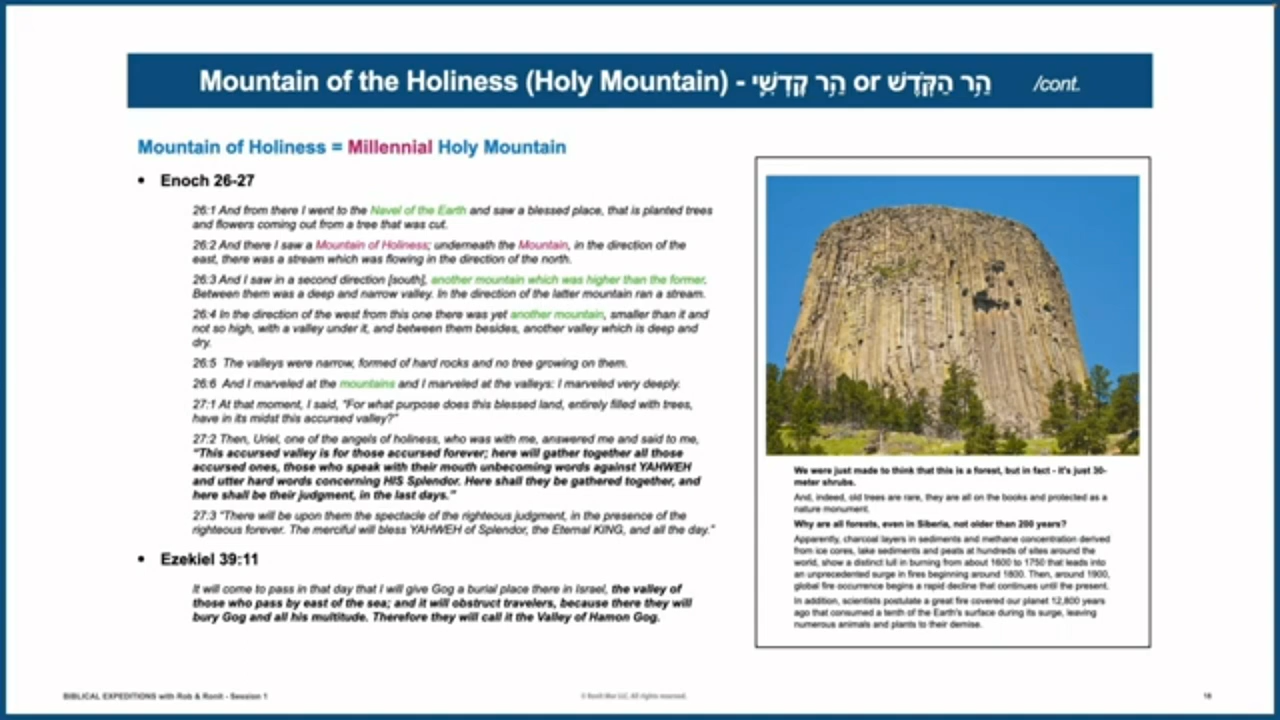 Mountain of the Holiness (Holy Mountain) - הַ֥ר קׇדְשִׁ֑י or הַ֥ר הַקֹּ֖דֶשׁ /cont.
Mountain of Holiness = Millennial Holy Mountain
• Enoch 26-27
26:1 And from there I went to the Navel of the Earth and saw a blessed place, that is planted trees
and flowers coming out from a tree that was cut.
26:2 And there I saw a Mountain of Holiness; underneath the Mountain, in the direction of the
east, there was a stream which was flowing in the direction of the north.
26:3 And I saw in a second direction [south], another mountain which was higher than the former.
Between them was a deep and narrow valley. In the direction of the latter mountain ran a stream.
26:4 In the direction of the west from this one there was yet another mountain, smaller than it and
not so high, with a valley under it, and between them besides, another valley which is deep and
dry.
26:5 The valleys were narrow, formed of hard rocks and no tree growing on them.
26:6 And I marveled at the mountains and I marveled at the valleys: I marveled very deeply.
27:1 At that moment, I said, "For what purpose does this blessed land, entirely filled with trees,
have in its midst this accursed valley?"
27:2 Then, Uriel, one of the angels of holiness, who was with me, answered me and said to me,
"This accursed valley is for those accursed forever; here will gather together all those
accursed ones, those who speak with their mouth unbecoming words against YAHWEH
and utter hard words concerning HIS Splendor. Here shall they be gathered together, and
here shall be their judgment, in the last days."
27:3 "There will be upon them the spectacle of the righteous judgment, in the presence of the
righteous forever. The merciful will bless YAHWEH of Splendor, the Eternal KING, and all the day."
• Ezekiel 39:11
It will come to pass in that day that I will give Gog a burial place there in Israel, the valley of
those who pass by east of the sea; and it will obstruct travelers, because there they will
bury Gog and all his multitude. Therefore they will call it the Valley of Hamon Gog.
We were just made to think that this is a forest, but in fact - it's just 30-
meter shrubs.
And, indeed, old trees are rare, they are all on the books and protected as a
nature monument.
Why are all forests, even in Siberia, not older than 200 years?
Apparently, charcoal layers in sediments and methane concentration derived
from ice cores, lake sediments and peats at hundreds of sites around the
world, show a distinct lull in burning from about 1600 to 1750 that leads into
an unprecedented surge in fires beginning around 1800. Then, around 1900,
global fire occurrence begins a rapid decline that continues until the present.
In addition, scientists postulate a great fire covered our planet 12,800 years
ago that consumed a tenth of the Earth's surface during its surge, leaving
numerous animals and plants to their demise.
BIBLICAL EXPEDITIONS with Rob & Ronit - Session 1
© Ronit Mor LLC. All rights reserved.
18